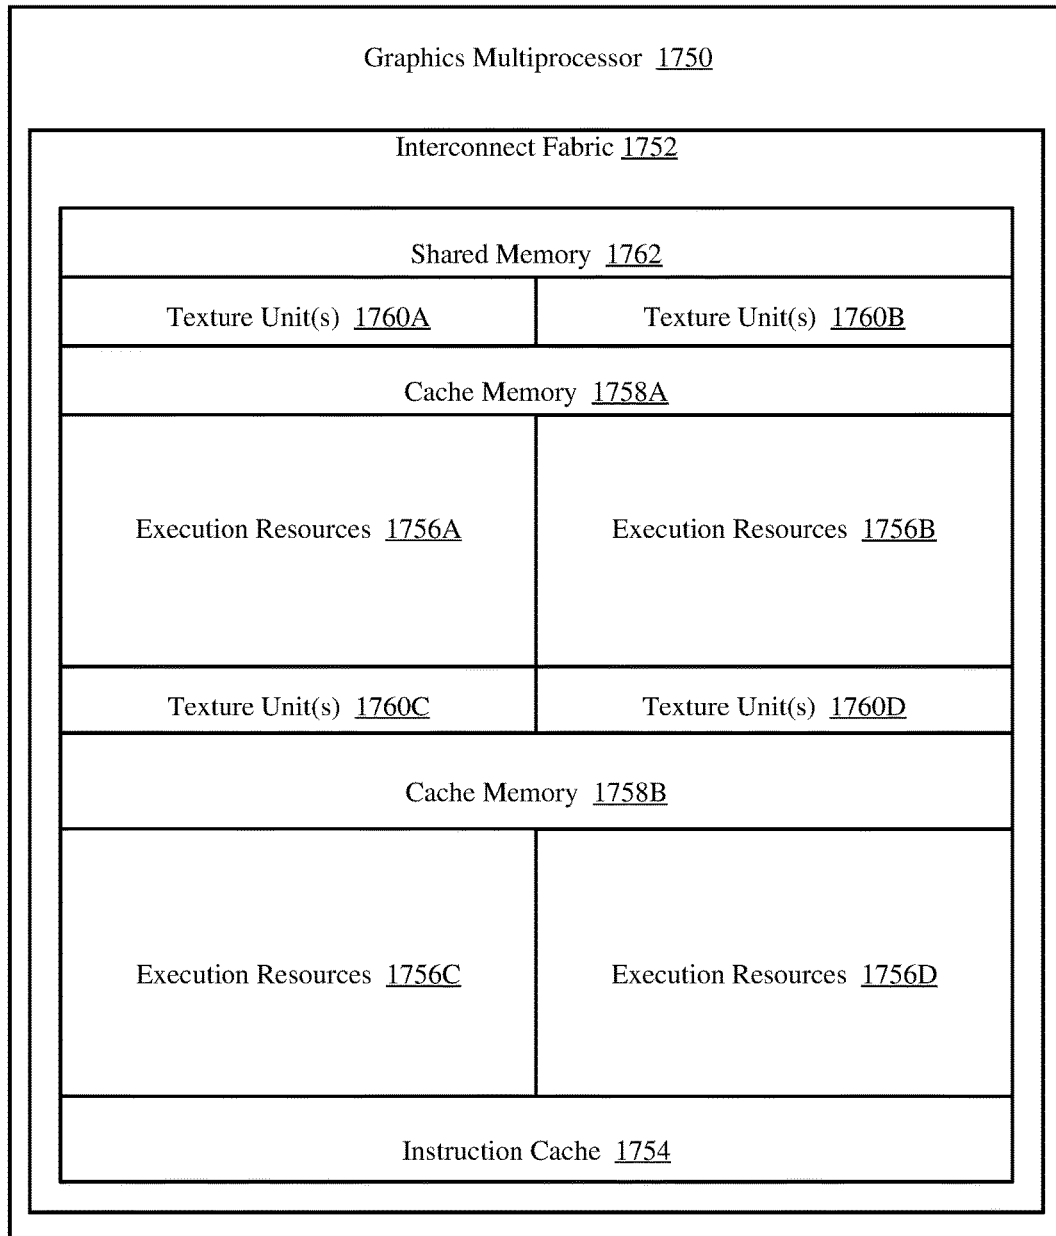 Graphics Multiprocessor 1750
Interconnect Fabric 1752
Shared Memory 1762
Texture Unit(s) 1760A
Texture Unit(s) 1760B
Cache Memory 1758A
Execution Resources 1756A
Execution Resources 1756B
Texture Unit(s) 1760C
Texture Unit(s) 1760D
Cache Memory 1758B
Execution Resources 1756C
Execution Resources 1756D
Instruction Cache 1754